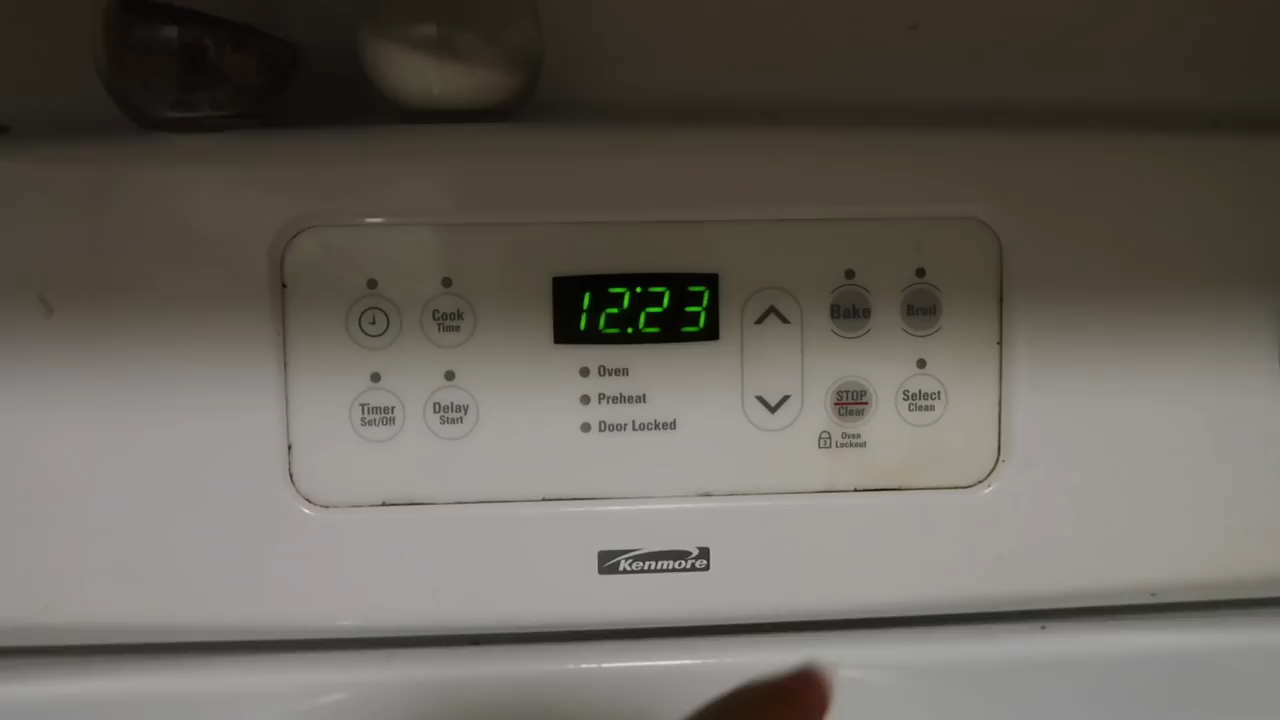 12:23
Cook
Time
Bake
Broil
Oven
Preheat
Door Locked
Timer
Set/Off
Delay
Start
STOP
Clear
Select
Clean
Oven
Lockout
Kenmore